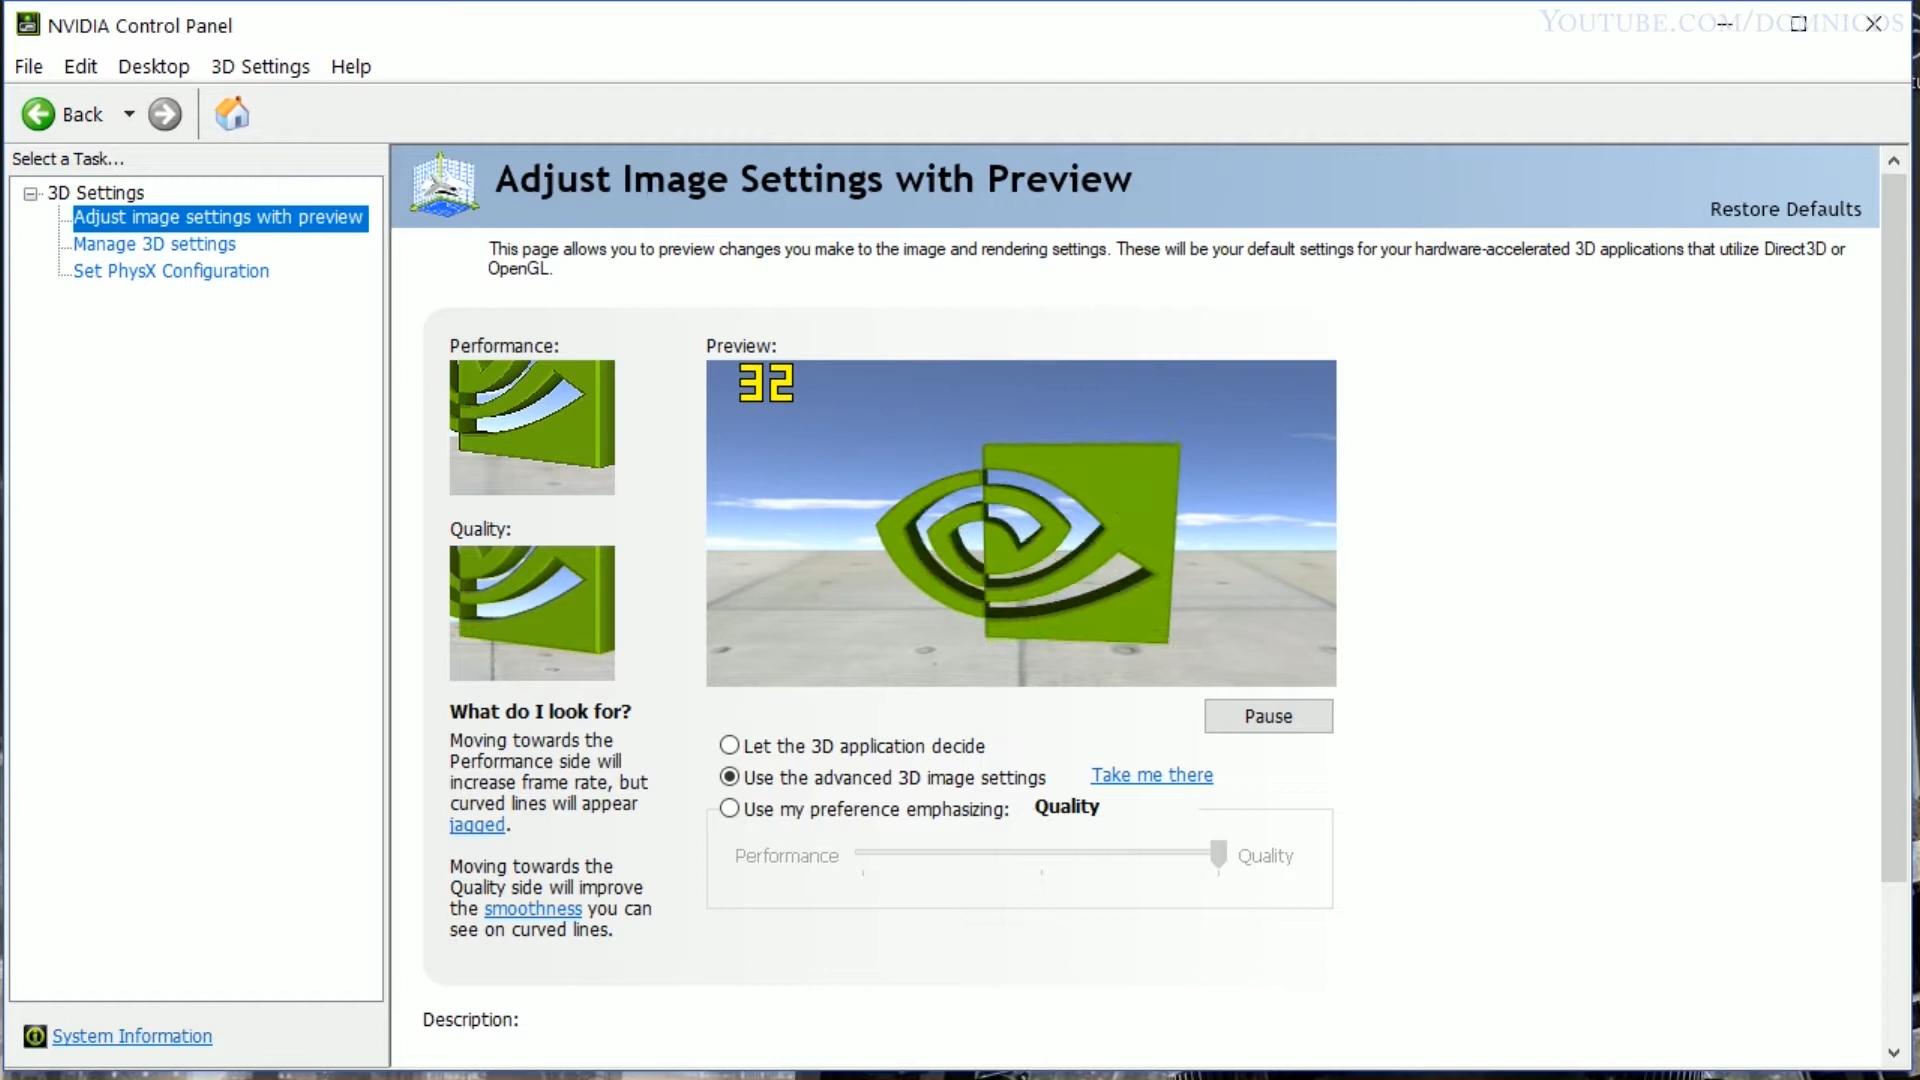 NVIDIA Control Panel
YOUTUBE.COM/DOMNICOS
File Edit Desktop 3D Settings Help
Back
Select a Task...
3D Settings
Adjust image settings with preview
Manage 3D settings
Set PhysX Configuration
System Information
Adjust Image Settings with Preview
Restore Defaults
This page allows you to preview changes you make to the image and rendering settings. These will be your default settings for your hardware-accelerated 3D applications that utilize Direct3D or
OpenGL.
Performance:
Quality:
What do I look for?
Moving towards the
Performance side will
increase frame rate, but
curved lines will appear
jagged.
Moving towards the
Quality side will improve
the smoothness you can
see on curved lines.
Preview:
32
Pause
Let the 3D application decide
Use the advanced 3D image settings Take me there
Use my preference emphasizing: Quality
Performance Quality
Description: